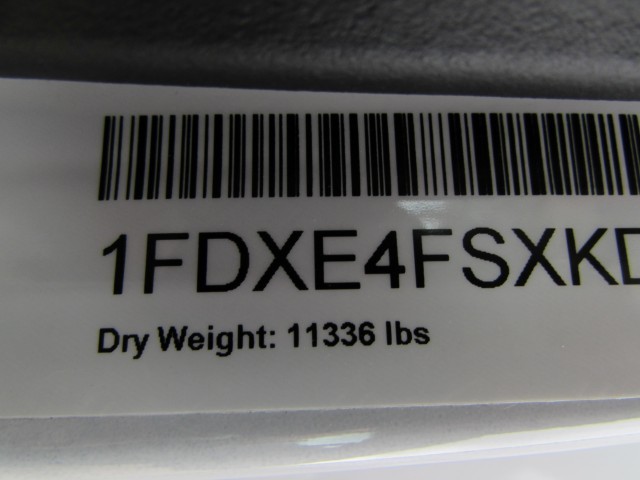 1FDXE4FSXKD
Dry Weight: 11336 lbs